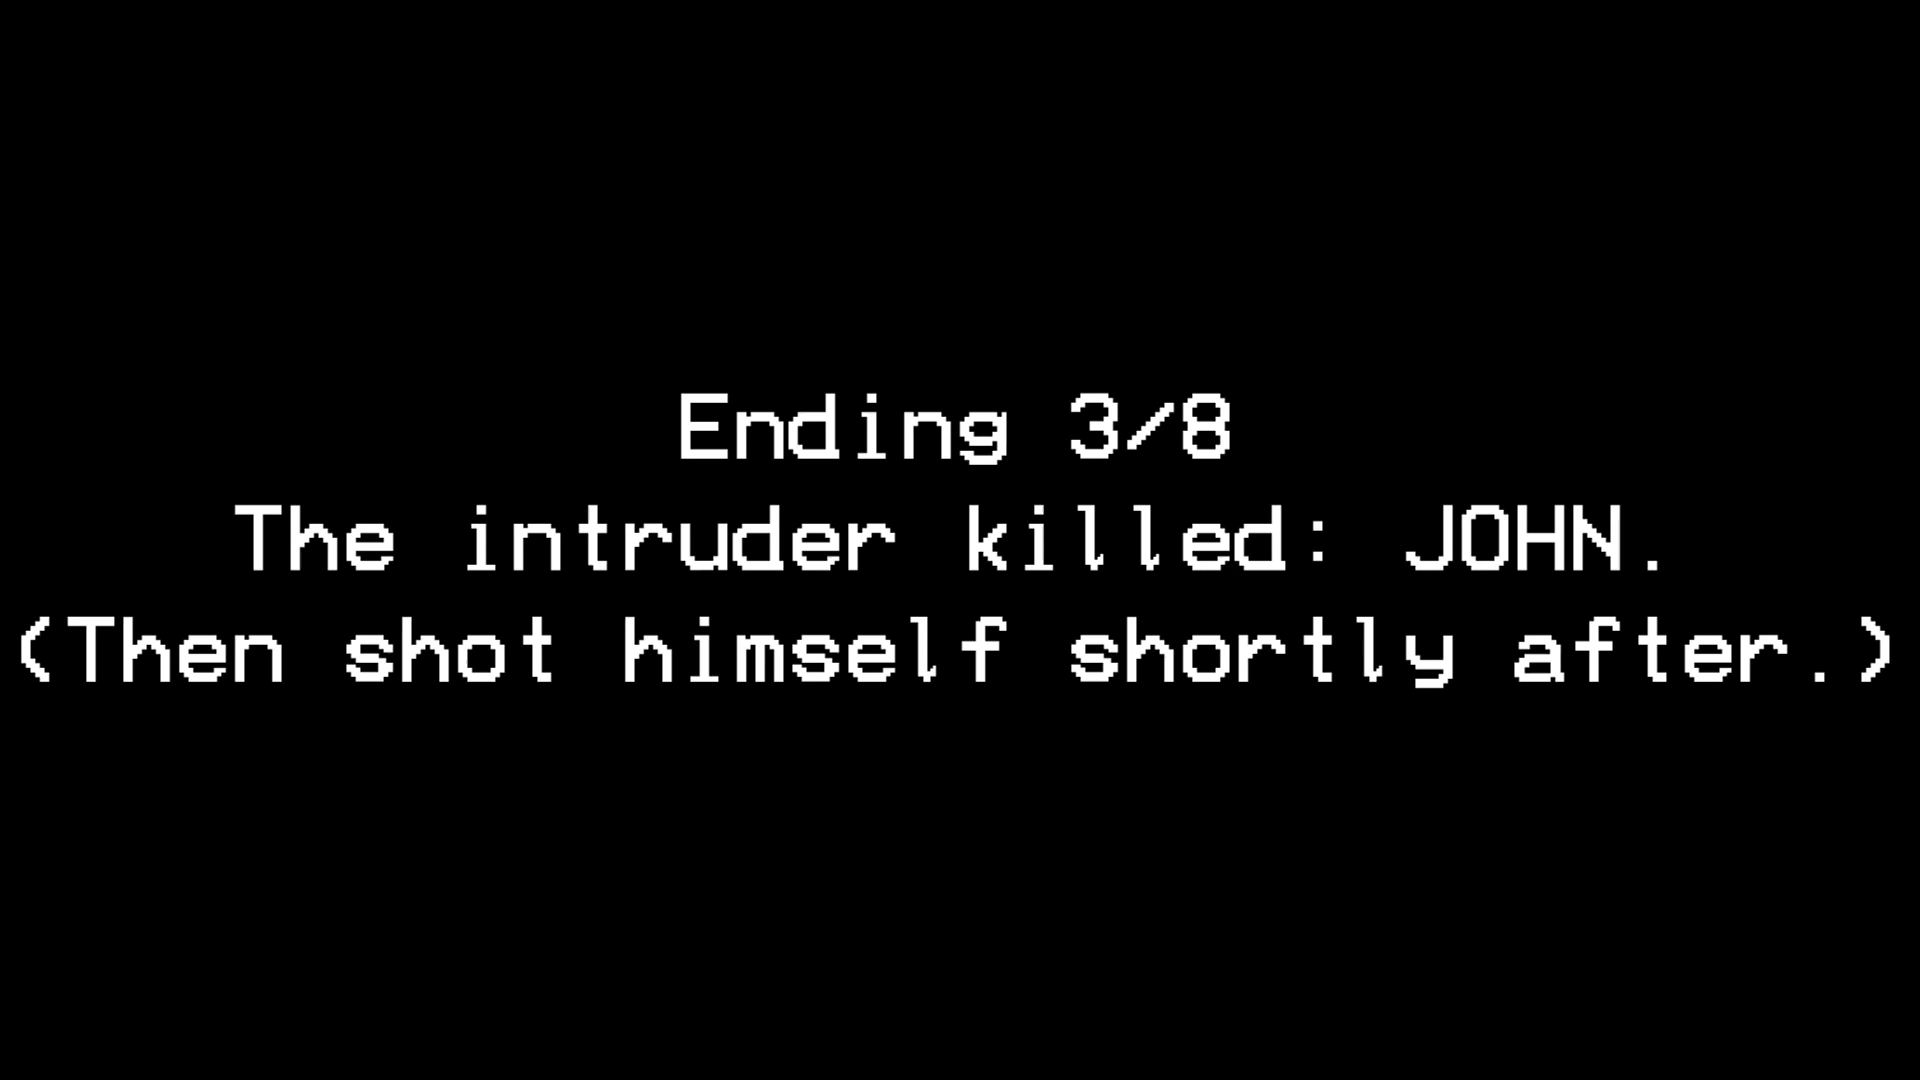 Ending 3/8
The intruder killed: JOHN.
(Then shot himself shortly after.)